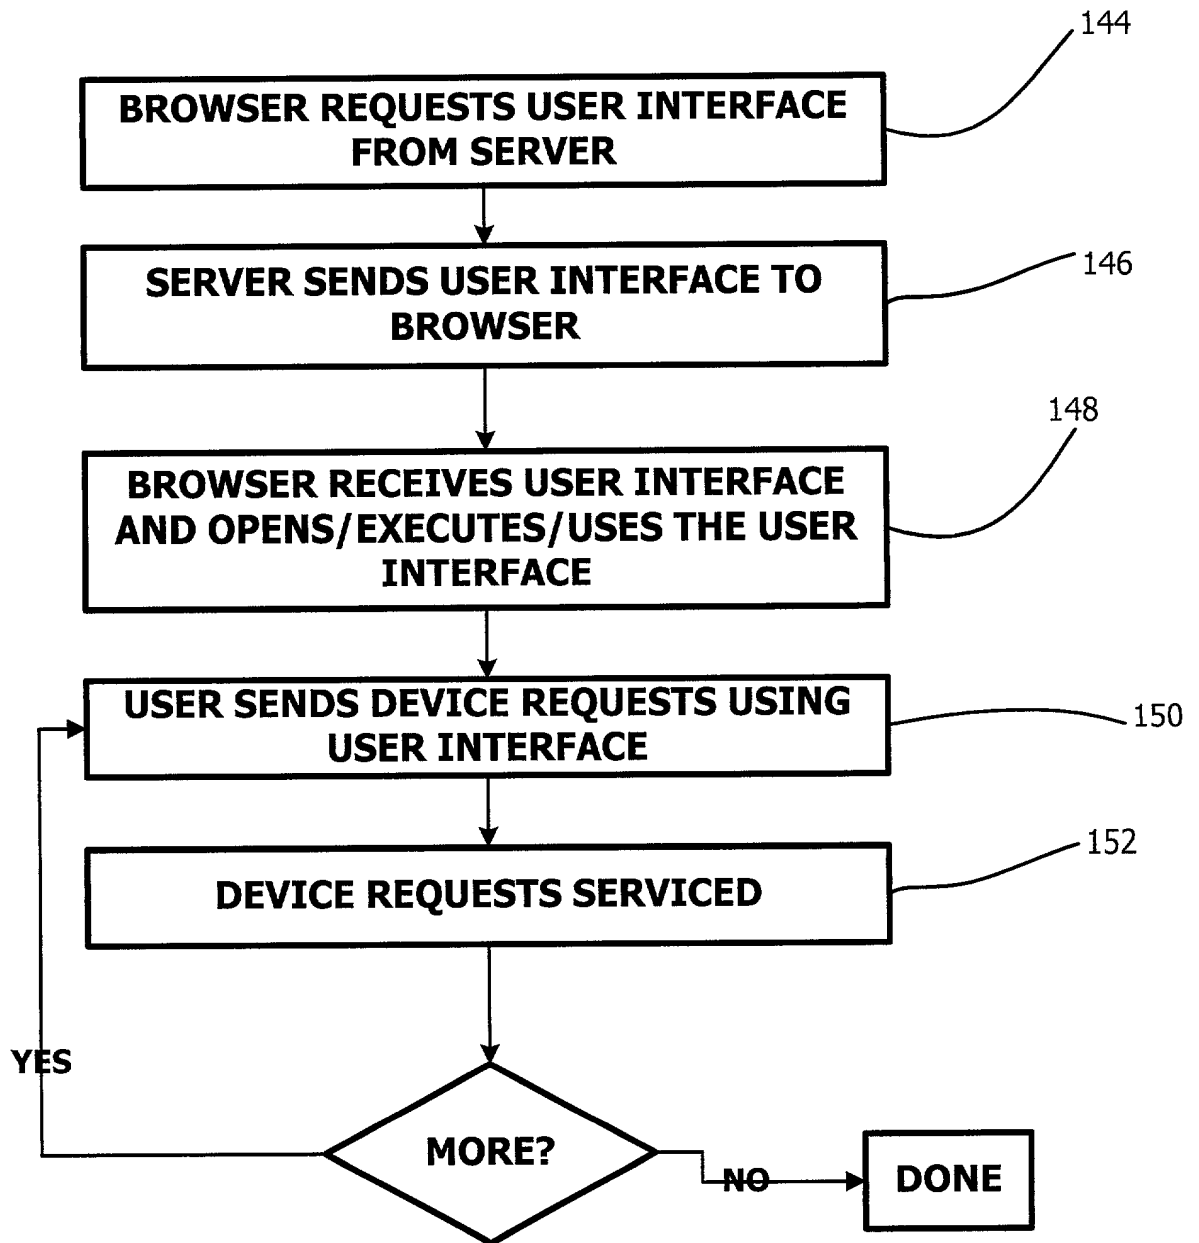 144
BROWSER REQUESTS USER INTERFACE
FROM SERVER
146
SERVER SENDS USER INTERFACE TO
BROWSER
148
BROWSER RECEIVES USER INTERFACE
AND OPENS/EXECUTES/USES THE USER
INTERFACE
150
USER SENDS DEVICE REQUESTS USING
USER INTERFACE
152
DEVICE REQUESTS SERVICED
YES
MORE?
NO
DONE